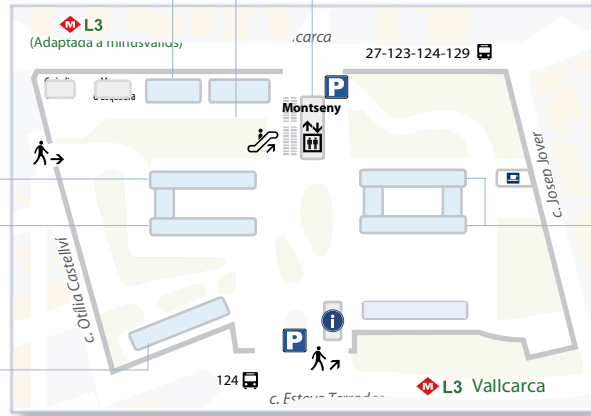 M L3
(Adaptada a minusvàlids)
27-123-124-129
P
Montseny
c. Josep Jover
c. Otília Castellví
i
P
124
M L3 Vallcarca